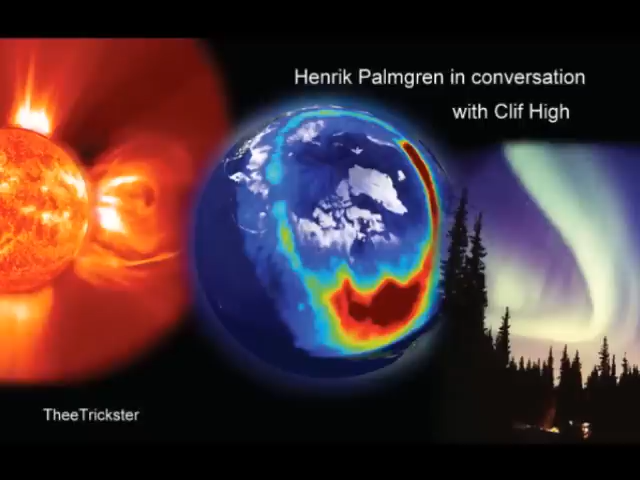 Henrik Palmgren in conversation
with Clif High
TheeTrickster